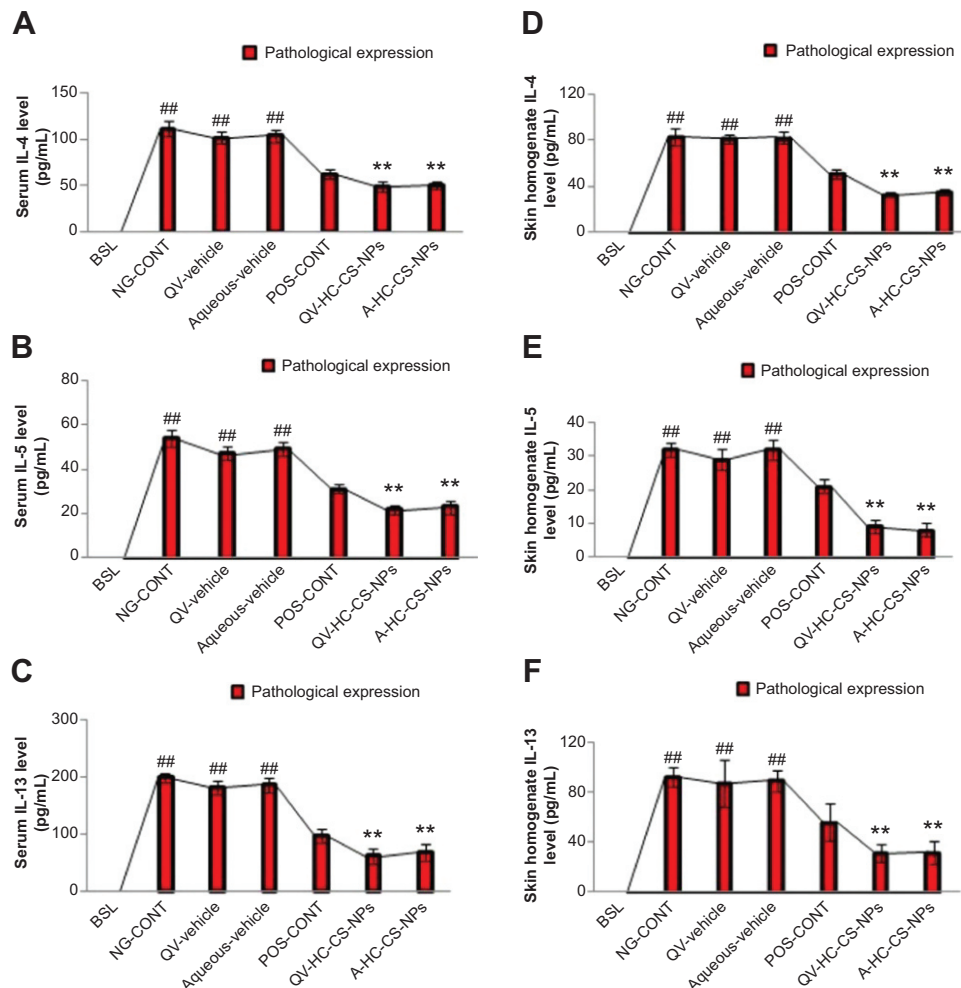 A
Pathological expression
Serum IL-4 level
(pg/mL)
150
100
50
0
##
##
##
**
**
BSL
NG-CONT
QV-vehicle
Aqueous-vehicle
POS-CONT
QV-HC-CS-NPs
A-HC-CS-NPs
D
Pathological expression
Skin homogenate IL-4
level (pg/mL)
120
80
40
0
##
##
##
**
**
BSL
NG-CONT
QV-vehicle
Aqueous-vehicle
POS-CONT
QV-HC-CS-NPs
A-HC-CS-NPs
B
Pathological expression
Serum IL-5 level
(pg/mL)
80
60
40
20
0
##
##
##
**
**
BSL
NG-CONT
QV-vehicle
Aqueous-vehicle
POS-CONT
QV-HC-CS-NPs
A-HC-CS-NPs
E
Pathological expression
Skin homogenate IL-5
level (pg/mL)
40
30
20
10
0
##
##
##
**
**
BSL
NG-CONT
QV-vehicle
Aqueous-vehicle
POS-CONT
QV-HC-CS-NPs
A-HC-CS-NPs
C
Pathological expression
Serum IL-13 level
(pg/mL)
300
200
100
0
##
##
##
**
**
BSL
NG-CONT
QV-vehicle
Aqueous-vehicle
POS-CONT
QV-HC-CS-NPs
A-HC-CS-NPs
F
Pathological expression
Skin homogenate IL-13
level (pg/mL)
120
80
40
0
##
##
##
**
**
BSL
NG-CONT
QV-vehicle
Aqueous-vehicle
POS-CONT
QV-HC-CS-NPs
A-HC-CS-NPs